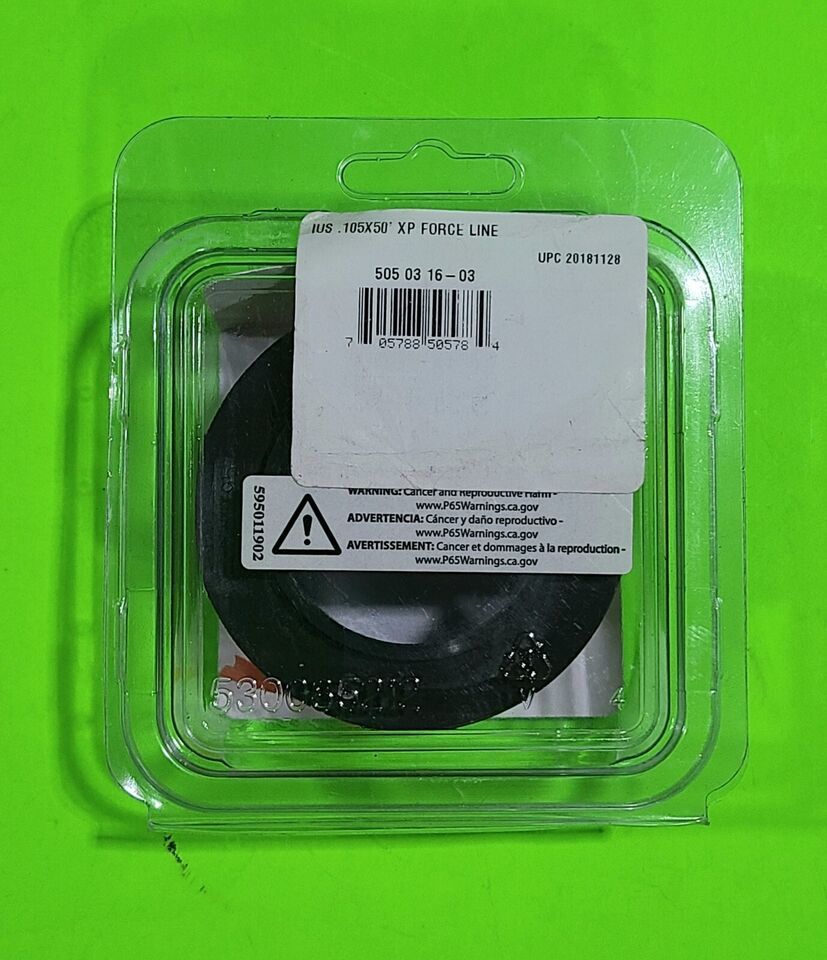 IUS .105X50' XP FORCE LINE
UPC 20181128
505 03 16-03
7 05788 50578 4
595011902
WARNING: Cancer and Reproductive Harm -
www.P65Warnings.ca.gov
ADVERTENCIA: Cáncer y daño reproductivo -
www.P65Warnings.ca.gov
AVERTISSEMENT: Cancer et dommages à la reproduction -
www.P65Warnings.ca.gov
4